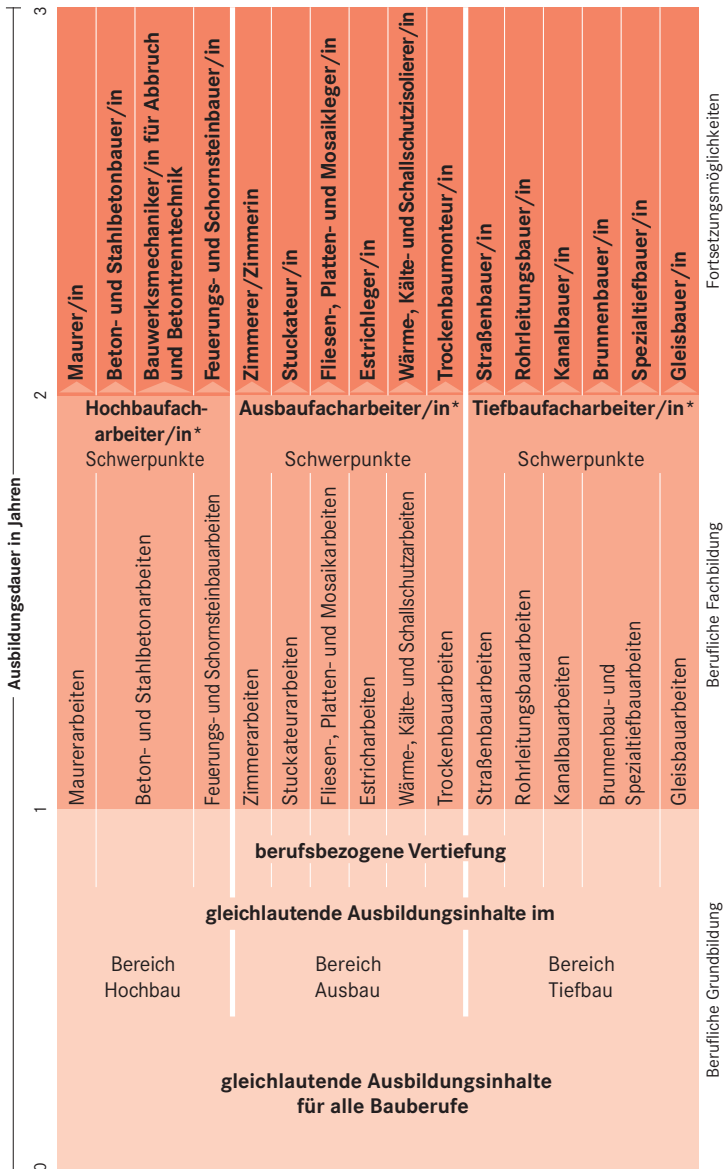 Ausbildungsdauer in Jahren
3
2
1
0
Maurer/in
Beton- und Stahlbetonbauer/in
Bauwerksmechaniker/in für Abbruch
und Betontrenntechnik
Feuerungs- und Schornsteinbauer/in
Zimmerer/Zimmerin
Stuckateur/in
Fliesen-, Platten- und Mosaikleger/in
Estrichleger/in
Wärme-, Kälte- und Schallschutzisolierer/in
Trockenbaumonteur/in
Straßenbauer/in
Rohrleitungsbauer/in
Kanalbauer/in
Brunnenbauer/in
Spezialtiefbauer/in
Gleisbauer/in
Fortsetzungsmöglichkeiten
Hochbaufach-
arbeiter/in*
Schwerpunkte
Ausbaufacharbeiter/in*
Schwerpunkte
Tiefbaufacharbeiter/in*
Schwerpunkte
Maurerarbeiten
Beton- und Stahlbetonarbeiten
Feuerungs- und Schornsteinbauarbeiten
Zimmerarbeiten
Stuckateurarbeiten
Fliesen-, Platten- und Mosaikarbeiten
Estricharbeiten
Wärme-, Kälte- und Schallschutzarbeiten
Trockenbauarbeiten
Straßenbauarbeiten
Rohrleitungsbauarbeiten
Kanalbauarbeiten
Brunnenbau- und
Spezialtiefbauarbeiten
Gleisbauarbeiten
Berufliche Fachbildung
berufsbezogene Vertiefung
gleichlautende Ausbildungsinhalte im
Bereich
Hochbau
Bereich
Ausbau
Bereich
Tiefbau
gleichlautende Ausbildungsinhalte
für alle Bauberufe
Berufliche Grundbildung